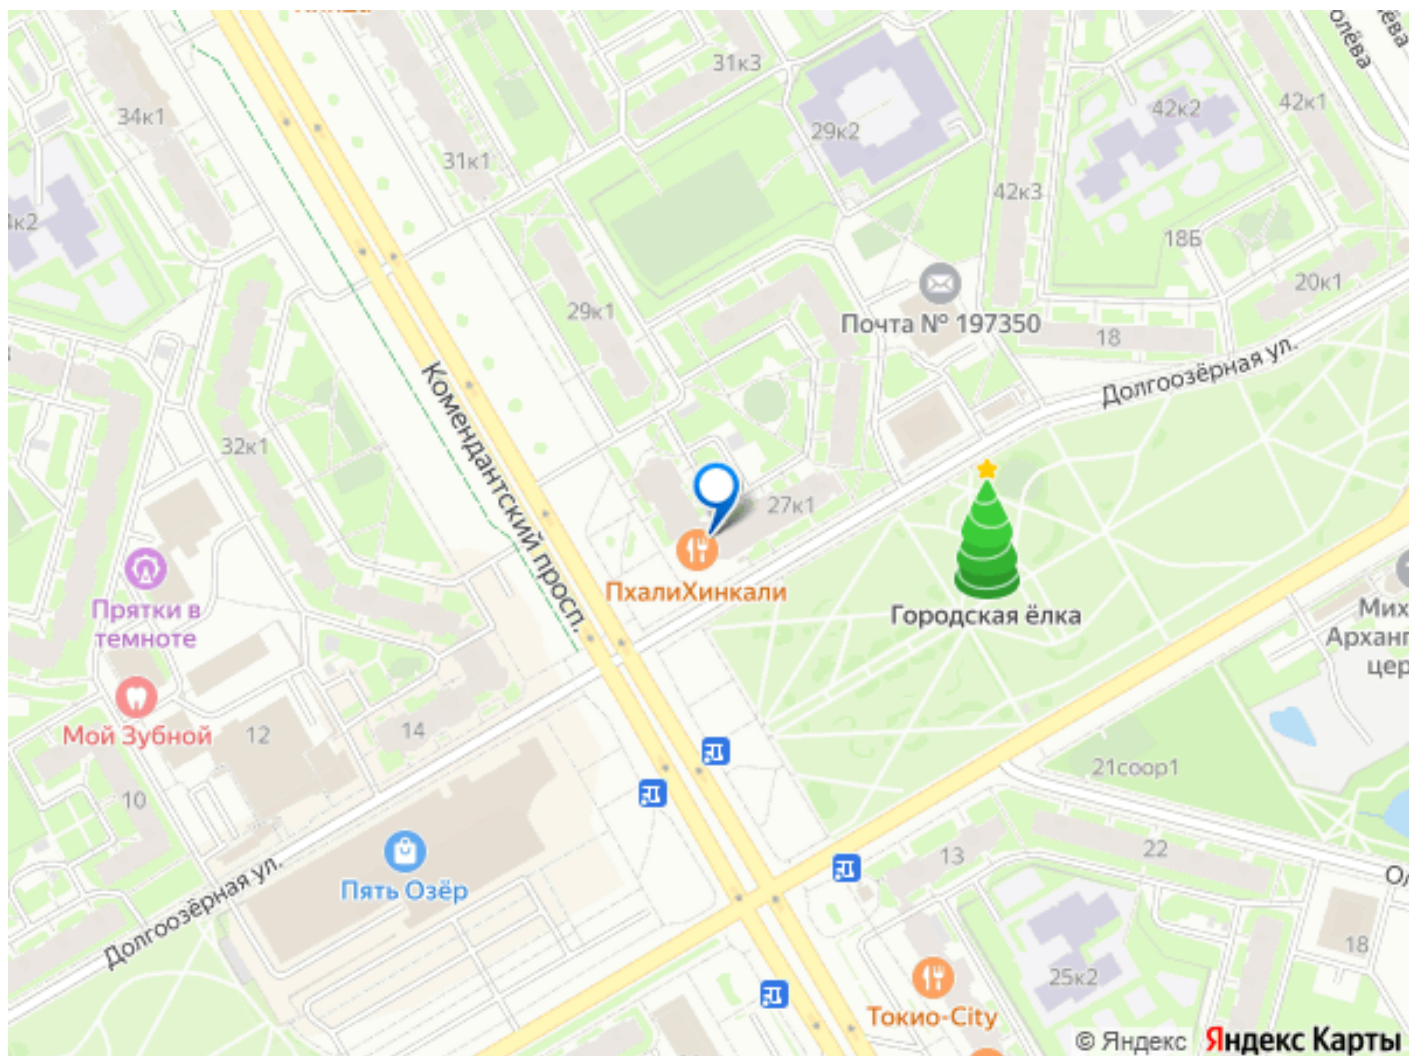 31к3
42к1
42к2
34к1
29к2
31к1
42к3
18Б
20к1
29к1
Почта № 197350
18
Долгоозёрная ул.
Комендантский просп.
32к1
27к1
ПхалиХинкали
Городская ёлка
Прятки в
темноте
Мой Зубной
12
14
10
21соор1
13
22
Пять Озёр
Долгоозёрная ул.
18
25к2
Токио-City
© Яндекс Яндекс Карты